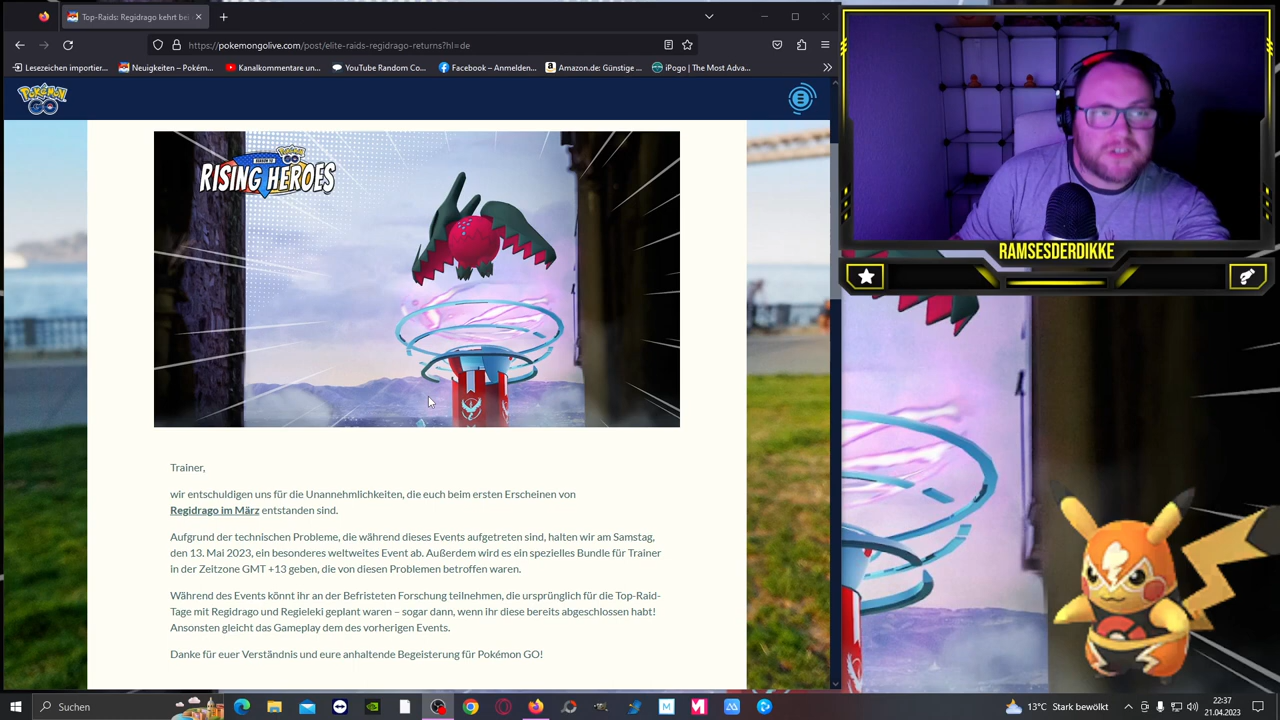 Top-Raids: Regidrago kehrt bei
https://pokemongolive.com/post/elite-raids-regidrago-returns?hl=de
Lesezeichen importier...
Neuigkeiten – Pokém...
Kanalkommentare un...
YouTube Random Co...
Facebook – Anmelden...
Amazon.de: Günstige ...
iPogo | The Most Adva...
POKÉMON GO
POKÉMON GO
RISING HEROES
RAMSESDERDIKKE
Trainer,
wir entschuldigen uns für die Unannehmlichkeiten, die euch beim ersten Erscheinen von
Regidrago im März entstanden sind.
Aufgrund der technischen Probleme, die während dieses Events aufgetreten sind, halten wir am Samstag,
den 13. Mai 2023, ein besonderes weltweites Event ab. Außerdem wird es ein spezielles Bundle für Trainer
in der Zeitzone GMT +13 geben, die von diesen Problemen betroffen waren.
Während des Events könnt ihr an der Befristeten Forschung teilnehmen, die ursprünglich für die Top-Raid-
Tage mit Regidrago und Regieleki geplant waren – sogar dann, wenn ihr diese bereits abgeschlossen habt!
Ansonsten gleicht das Gameplay dem des vorherigen Events.
Danke für euer Verständnis und eure anhaltende Begeisterung für Pokémon GO!
Suchen
13°C Stark bewölkt
22:37
21.04.2023